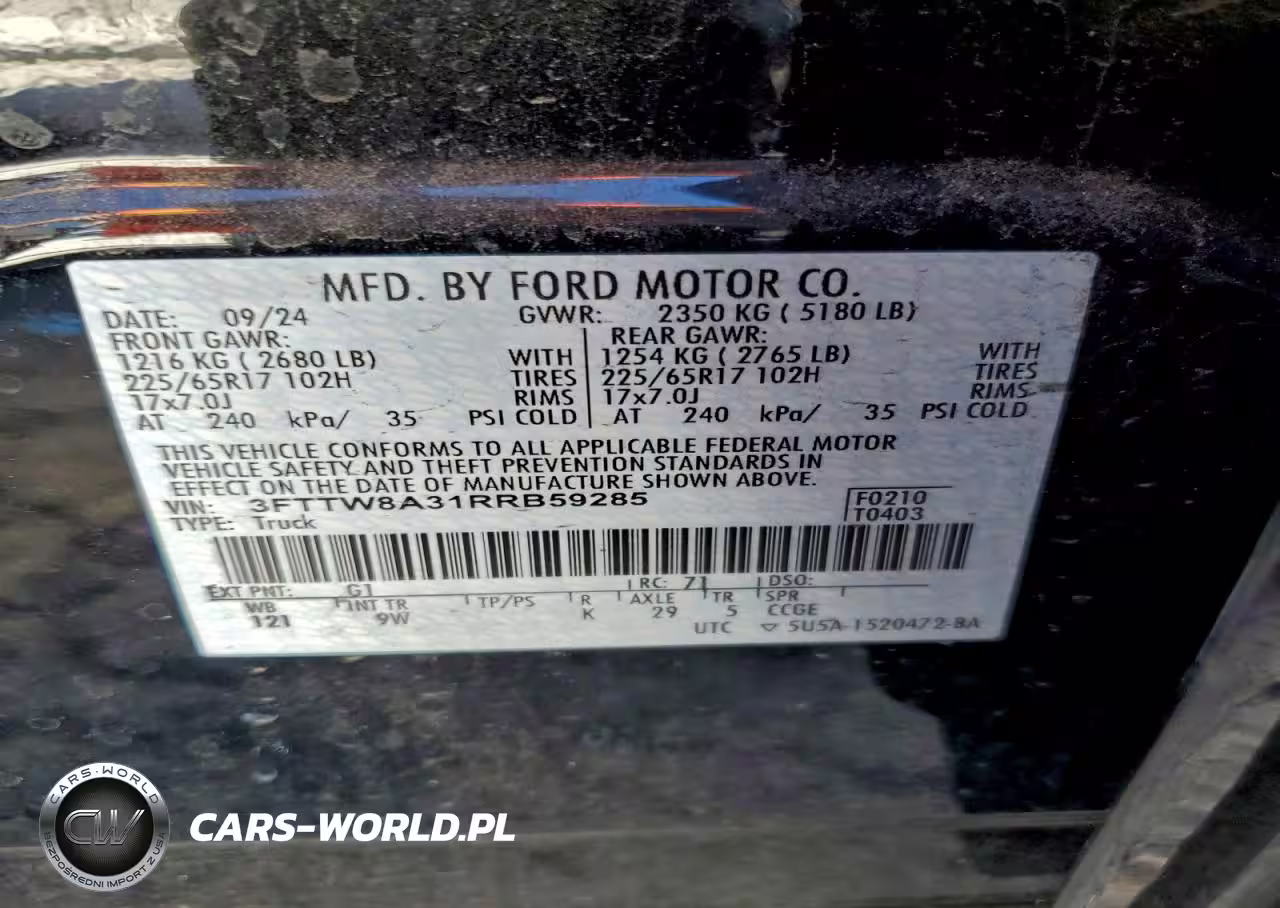 MFD. BY FORD MOTOR CO.
DATE: 09/24 GVWR: 2350 KG ( 5180 LB)
FRONT GAWR: REAR GAWR:
1216 KG ( 2680 LB) WITH 1254 KG ( 2765 LB) WITH
225/65R17 102H TIRES 225/65R17 102H TIRES
17x7.0J RIMS 17x7.0J RIMS
AT 240 kPa/ 35 PSI COLD AT 240 kPa/ 35 PSI COLD
THIS VEHICLE CONFORMS TO ALL APPLICABLE FEDERAL MOTOR
VEHICLE SAFETY AND THEFT PREVENTION STANDARDS IN
EFFECT ON THE DATE OF MANUFACTURE SHOWN ABOVE.
VIN: 3FTTW8A31RRB59285 F0210
TYPE: Truck T0403
EXT PNT: G1 RC: 71 DSO:
WB INT TR TP/PS R AXLE TR SPR
121 9W K 29 5 CCGE
UTC ▽ 5U5A-1520472-BA
CARS-WORLD
CW
BEZPOŚREDNI IMPORT Z USA
CARS-WORLD.PL